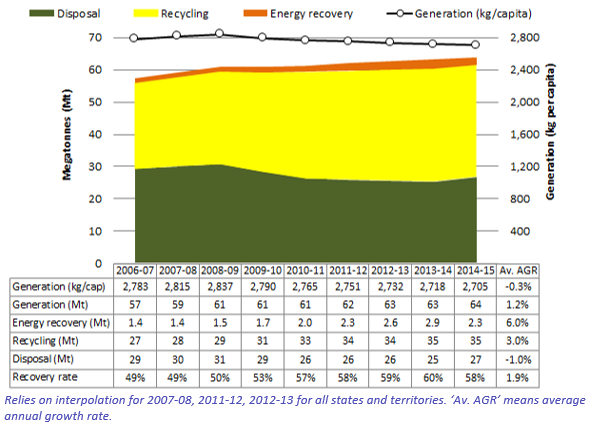 Disposal Recycling Energy recovery Generation (kg/capita)
70 2,800
60 2,400
50 2,000
40 1,600
30 1,200
20 800
10 400
0
Megatonnes (Mt)
Generation (kg percapita)
2006-07 2007-08 2008-09 2009-10 2010-11 2011-12 2012-13 2013-14 2014-15 Av. AGR
Generation (kg/cap) 2,783 2,815 2,837 2,790 2,765 2,751 2,732 2,718 2,705 -0.3%
Generation (Mt) 57 59 61 61 61 62 63 63 64 1.2%
Energy recovery (Mt) 1.4 1.4 1.5 1.7 2.0 2.3 2.6 2.9 2.3 6.0%
Recycling (Mt) 27 28 29 31 33 34 34 35 35 3.0%
Disposal (Mt) 29 30 31 29 26 26 26 25 27 -1.0%
Recovery rate 49% 49% 50% 53% 57% 58% 59% 60% 58% 1.9%
Relies on interpolation for 2007-08, 2011-12, 2012-13 for all states and territories. ‘Av. AGR’ means average
annual growth rate.